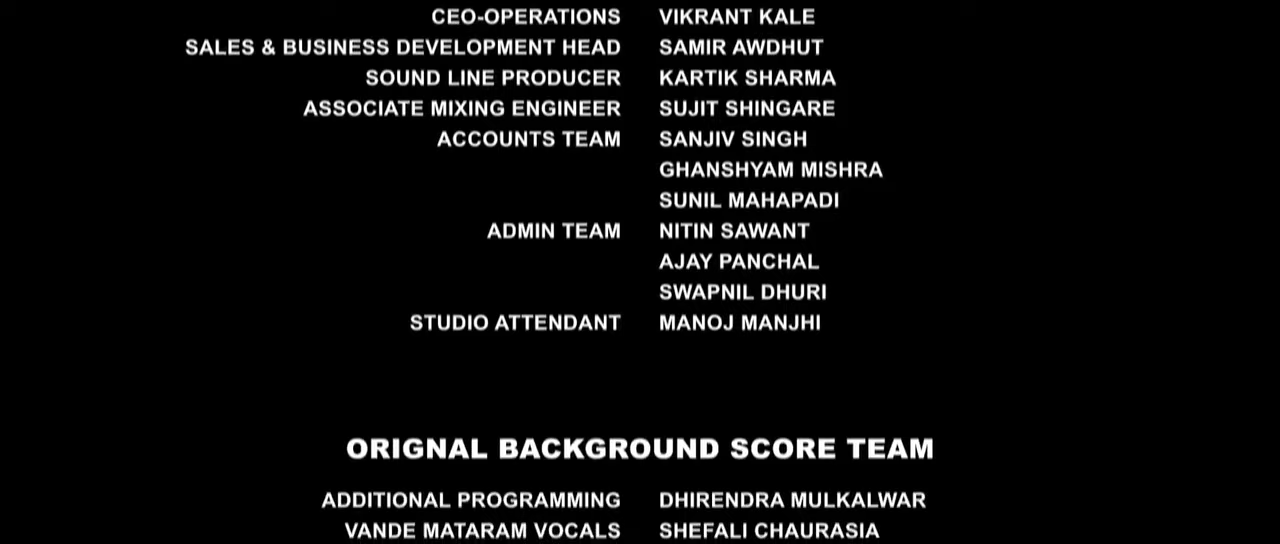 CEO-OPERATIONS VIKRANT KALE
SALES & BUSINESS DEVELOPMENT HEAD SAMIR AWDHUT
SOUND LINE PRODUCER KARTIK SHARMA
ASSOCIATE MIXING ENGINEER SUJIT SHINGARE
ACCOUNTS TEAM SANJIV SINGH
GHANSHYAM MISHRA
SUNIL MAHAPADI
ADMIN TEAM NITIN SAWANT
AJAY PANCHAL
SWAPNIL DHURI
STUDIO ATTENDANT MANOJ MANJHI
ORIGNAL BACKGROUND SCORE TEAM
ADDITIONAL PROGRAMMING DHIRENDRA MULKALWAR
VANDE MATARAM VOCALS SHEFALI CHAURASIA